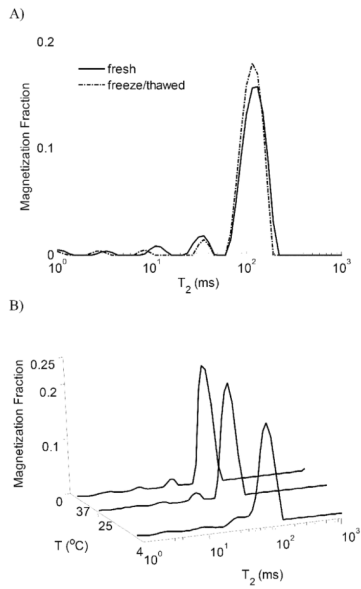 A)
0.2
fresh
freeze/thawed
Magnetization Fraction
0.1
0
10^0 10^1 10^2 10^3
T_2 (ms)
B)
0.25
0.2
Magnetization Fraction
0.1
0
37
25
4
T (°C)
10^0 10^1 10^2 10^3
T_2 (ms)